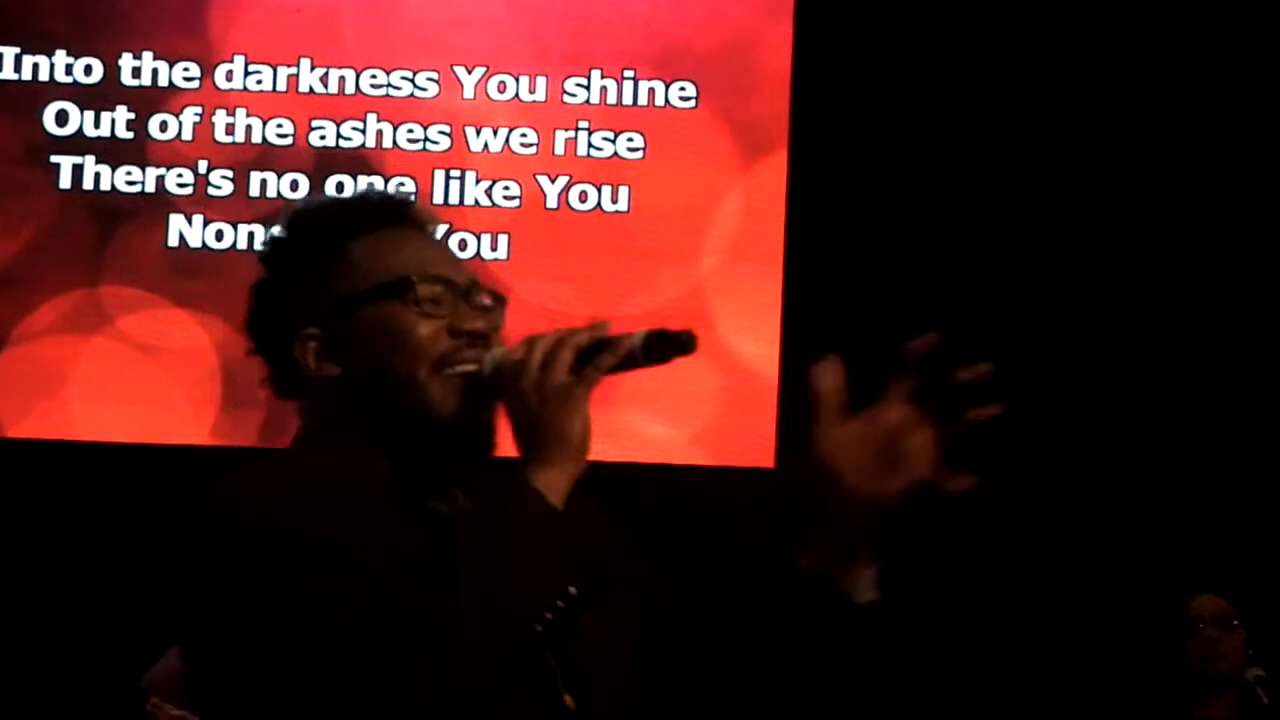 Into the darkness You shine
Out of the ashes we rise
There's no one like You
You